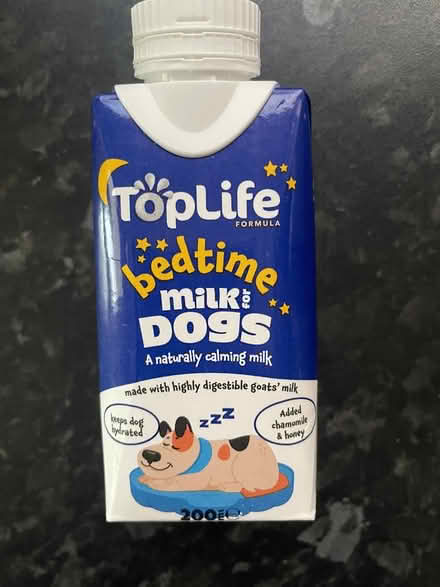 TOPLiFe
FORMULA
bedtime
miLK FOR
DOGS
A naturally calming milk
made with highly digestible goats' milk
keeps dog
hydrated
Added
chamomile
& honey
zzz
200